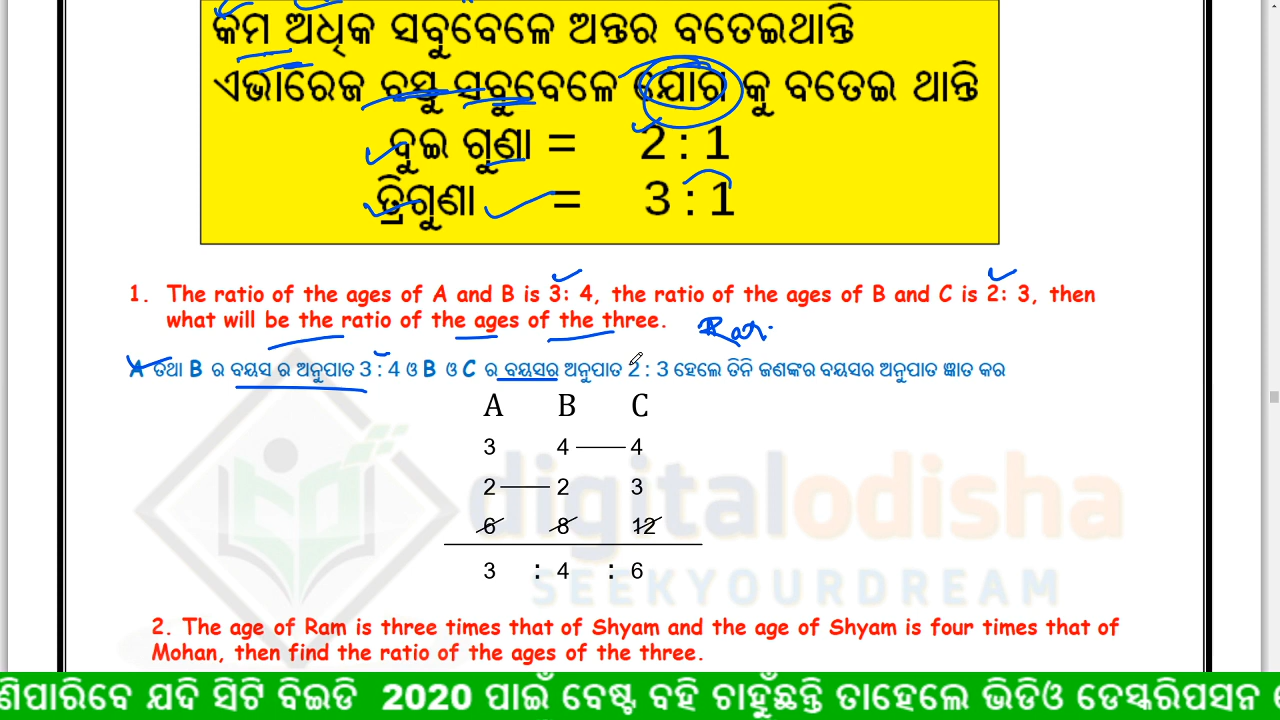 କମ ଅଧିକ ସବୁବେଳେ ଅନ୍ତର ବତେଇଥାନ୍ତି
ଏଭାରେଜ ବସ୍ତୁ ସବୁବେଳେ ଯୋଗ କୁ ବତେଇ ଥାନ୍ତି
ଦୁଇ ଗୁଣା = 2 : 1
ତ୍ରିଗୁଣା = 3 : 1
1. The ratio of the ages of A and B is 3: 4, the ratio of the ages of B and C is 2: 3, then
what will be the ratio of the ages of the three.
A ତଥା B ର ବୟସ ର ଅନୁପାତ 3 : 4 ଓ B ଓ C ର ବୟସର ଅନୁପାତ 2 : 3 ହେଲେ ତିନି ଜଣଙ୍କର ବୟସର ଅନୁପାତ ଜ୍ଞାତ କର
A B C
3 4 4
2 2 3
6 8 12
3 : 4 : 6
digitalodisha
SEEKYOURDREAM
2. The age of Ram is three times that of Shyam and the age of Shyam is four times that of
Mohan, then find the ratio of the ages of the three.
ଣିପାରିବେ ଯଦି ସିଟି ବିଇଡି 2020 ପାଇଁ ବେଷ୍ଟ ବହି ଚାହୁଁଛନ୍ତି ତାହେଲେ ଭିଡିଓ ଡେସ୍କରିପସନ